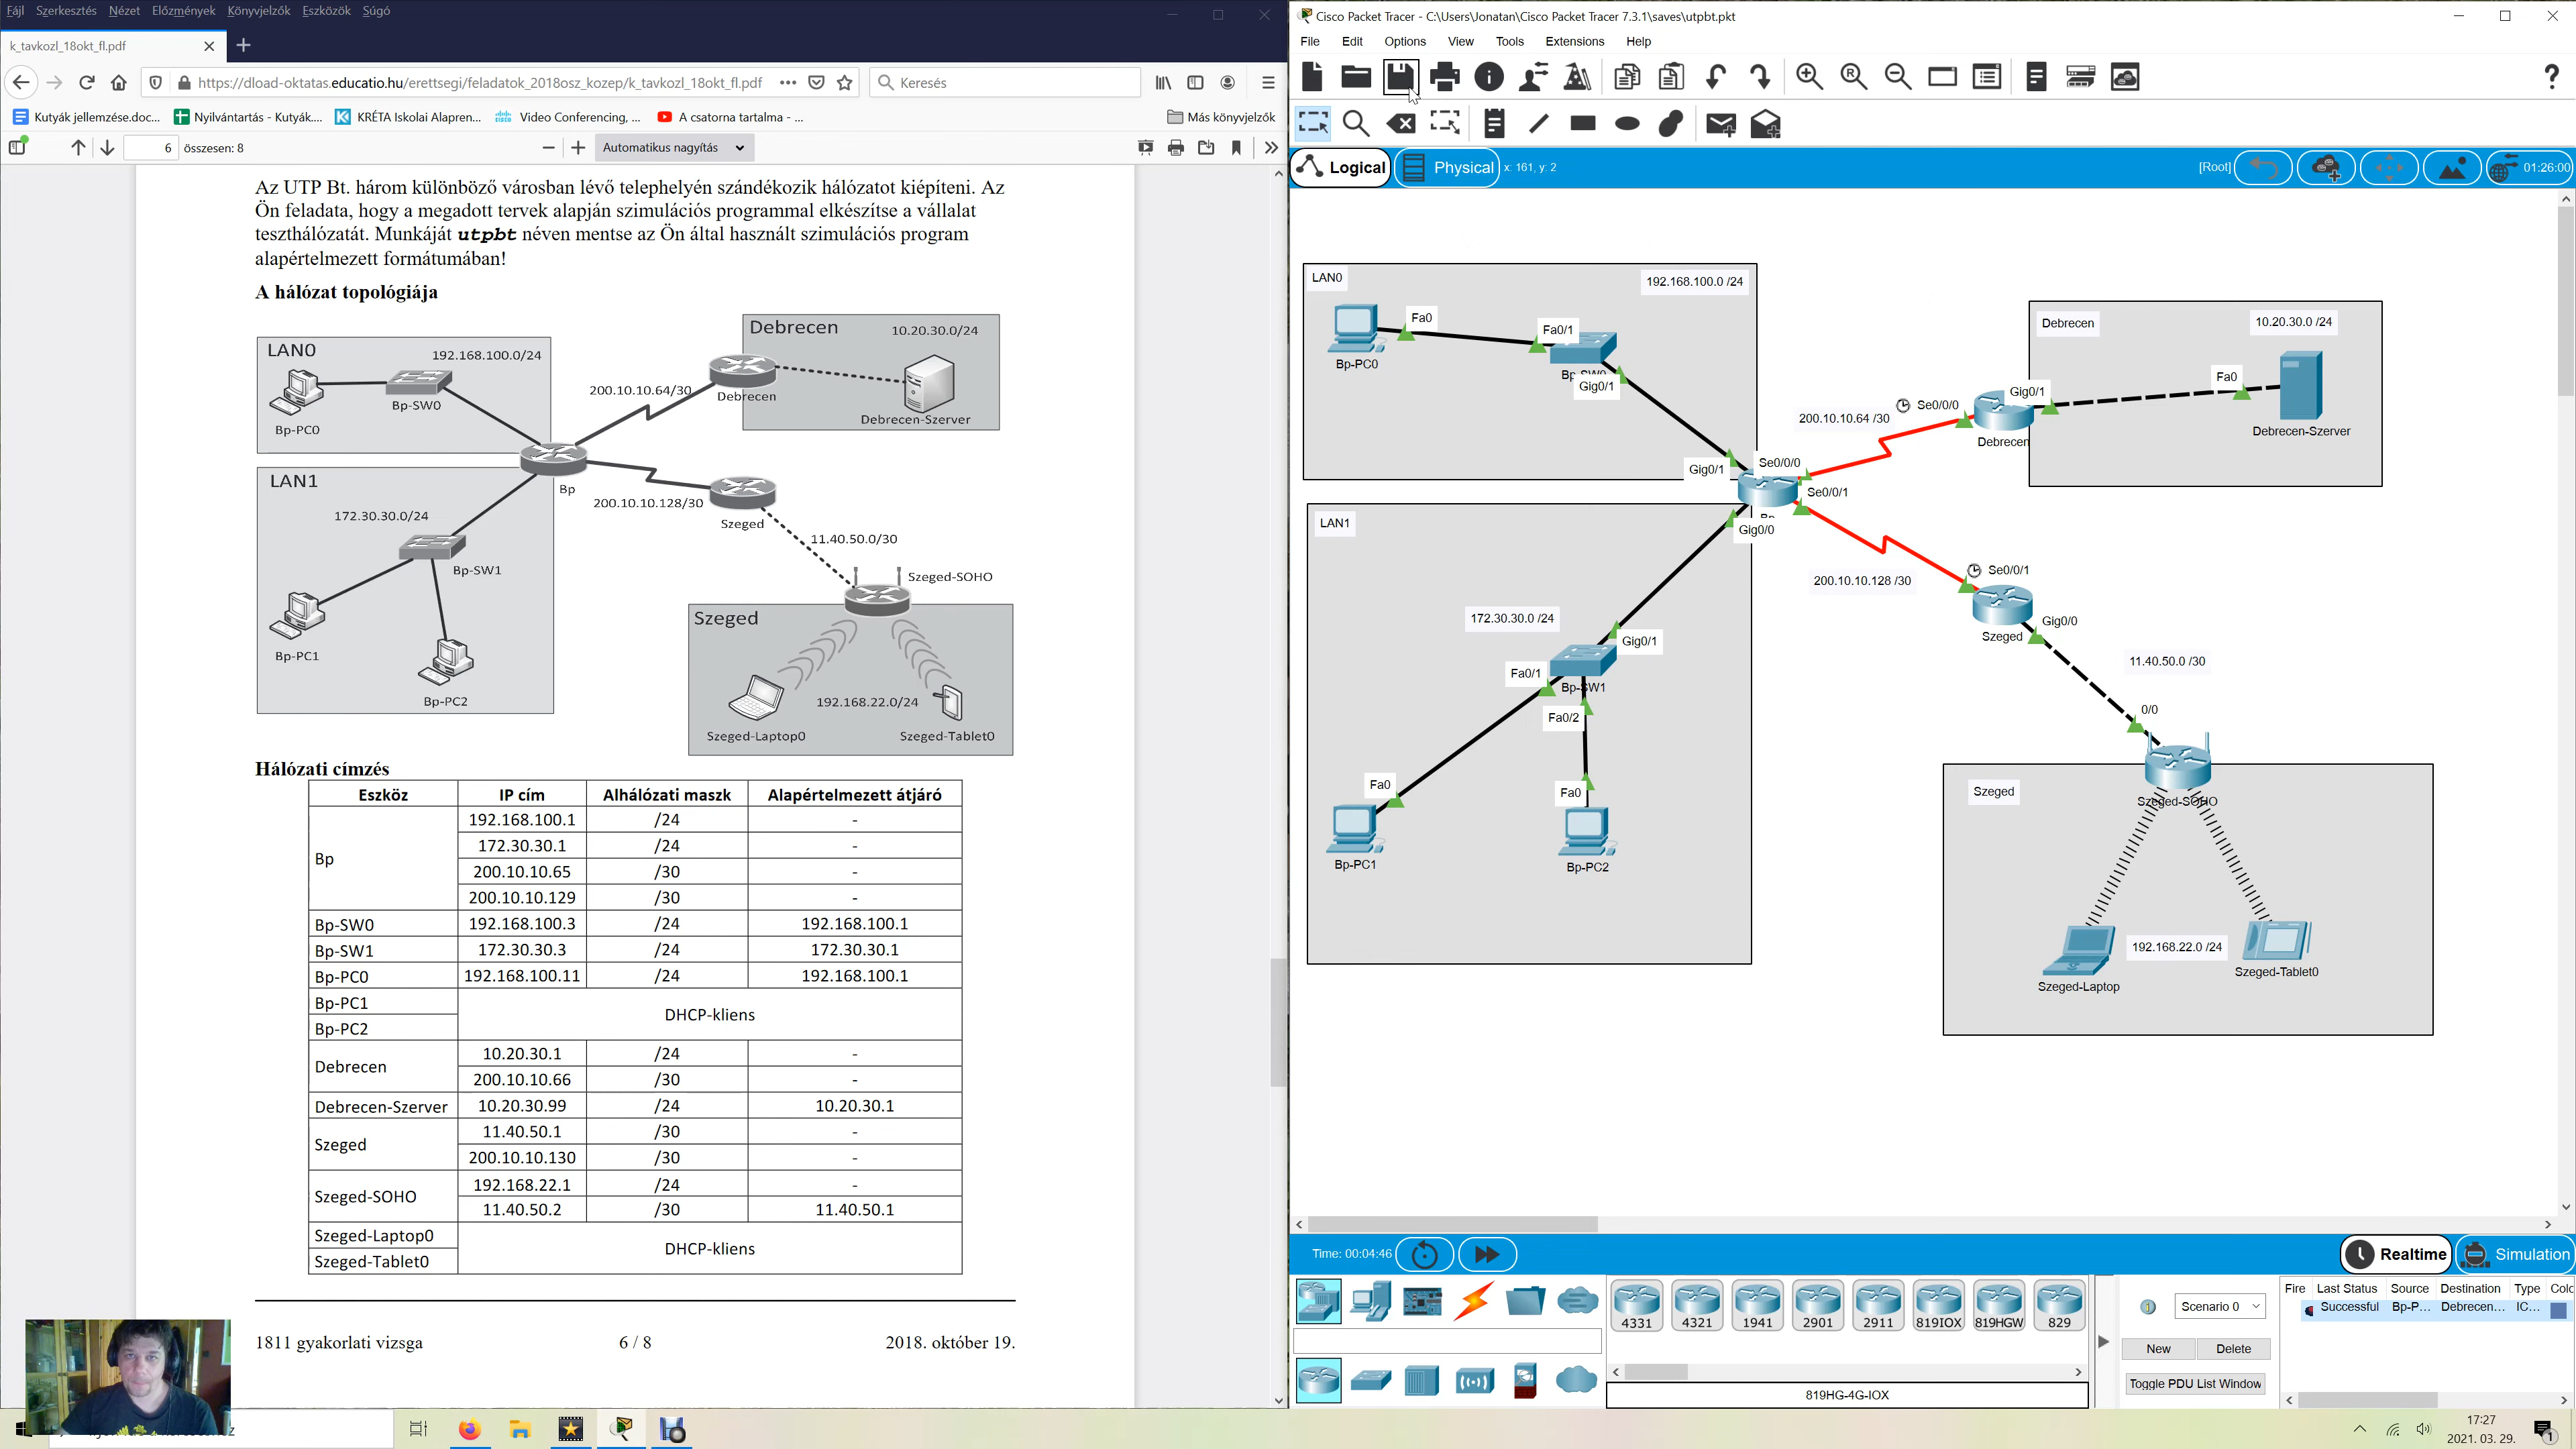 Fájl Szerkesztés Nézet Előzmények Könyvjelzők Eszközök Súgó
k_tavkozl_18okt_fl.pdf
https://dload-oktatas.educatio.hu/erettsegi/feladatok_2018osz_kozep/k_tavkozl_18okt_fl.pdf
Keresés
Kutyák jellemzése.doc...
Nyilvántartás - Kutyák....
KRÉTA Iskolai Alapren...
Video Conferencing, ...
A csatorna tartalma - ...
Más könyvjelzők
6 összesen: 8
Automatikus nagyítás
Az UTP Bt. három különböző városban lévő telephelyén szándékozik hálózatot kiépíteni. Az
Ön feladata, hogy a megadott tervek alapján szimulációs programmal elkészítse a vállalat
teszthálózatát. Munkáját utpbt néven mentse az Ön által használt szimulációs program
alapértelmezett formátumában!
A hálózat topológiája
LAN0
192.168.100.0/24
Bp-SW0
Bp-PC0
Debrecen
10.20.30.0/24
200.10.10.64/30
Debrecen
Debrecen-Szerver
LAN1
Bp
172.30.30.0/24
200.10.10.128/30
Szeged
11.40.50.0/30
Bp-SW1
Szeged-SOHO
Szeged
Bp-PC1
Bp-PC2
192.168.22.0/24
Szeged-Laptop0
Szeged-Tablet0
Hálózati címzés
Eszköz IP cím Alhálózati maszk Alapértelmezett átjáró
Bp
192.168.100.1 /24 -
172.30.30.1 /24 -
200.10.10.65 /30 -
200.10.10.129 /30 -
Bp-SW0 192.168.100.3 /24 192.168.100.1
Bp-SW1 172.30.30.3 /24 172.30.30.1
Bp-PC0 192.168.100.11 /24 192.168.100.1
Bp-PC1
Bp-PC2
DHCP-kliens
Debrecen
10.20.30.1 /24 -
200.10.10.66 /30 -
Debrecen-Szerver 10.20.30.99 /24 10.20.30.1
Szeged
11.40.50.1 /30 -
200.10.10.130 /30 -
Szeged-SOHO
192.168.22.1 /24 -
11.40.50.2 /30 11.40.50.1
Szeged-Laptop0
Szeged-Tablet0
DHCP-kliens
1811 gyakorlati vizsga 6 / 8 2018. október 19.
Cisco Packet Tracer - C:\Users\Jonatan\Cisco Packet Tracer 7.3.1\saves\utpbt.pkt
File Edit Options View Tools Extensions Help
Logical
Physical
x: 161, y: 2
[Root]
01:26:00
LAN0
192.168.100.0 /24
Fa0
Fa0/1
Bp-PC0
Gig0/1
Gig0/1
Debrecen
10.20.30.0 /24
Fa0
Gig0/1
Se0/0/0
200.10.10.64 /30
Debrecen
Debrecen-Szerver
Se0/0/0
Se0/0/1
Gig0/0
LAN1
172.30.30.0 /24
Gig0/1
Fa0/1
Bp-SW1
Fa0/2
Fa0
Fa0
Bp-PC1
Bp-PC2
200.10.10.128 /30
Se0/0/1
Szeged
Gig0/0
11.40.50.0 /30
0/0
Szeged
Szeged-SOHO
192.168.22.0 /24
Szeged-Laptop
Szeged-Tablet0
Time: 00:04:46
Realtime
Simulation
4331 4321 1941 2901 2911 819IOX 819HGW 829
819HG-4G-IOX
Scenario 0
New
Delete
Toggle PDU List Window
Fire Last Status Source Destination Type
Successful Bp-P... Debrecen... IC...
17:27
2021. 03. 29.
1